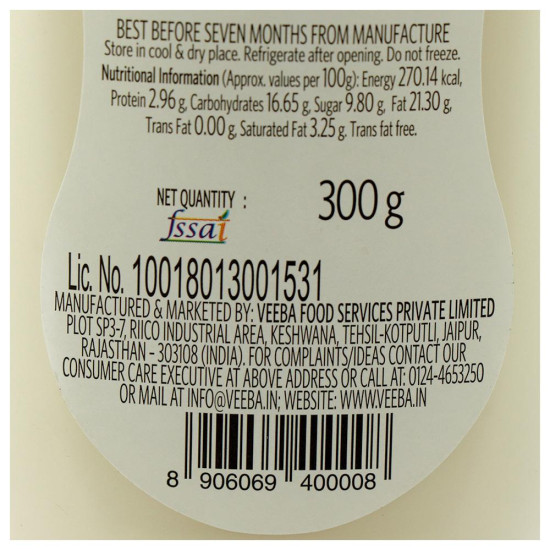 BEST BEFORE SEVEN MONTHS FROM MANUFACTURE
Store in cool & dry place. Refrigerate after opening. Do not freeze.
Nutritional Information (Approx. values per 100g): Energy 270.14 kcal,
Protein 2.96 g, Carbohydrates 16.65 g, Sugar 9.80 g, Fat 21.30 g,
Trans Fat 0.00 g, Saturated Fat 3.25 g. Trans fat free.
NET QUANTITY : 300 g
fssai
Lic. No. 10018013001531
MANUFACTURED & MARKETED BY: VEEBA FOOD SERVICES PRIVATE LIMITED
PLOT SP3-7, RIICO INDUSTRIAL AREA, KESHWANA, TEHSIL-KOTPUTLI, JAIPUR,
RAJASTHAN - 303108 (INDIA). FOR COMPLAINTS/IDEAS CONTACT OUR
CONSUMER CARE EXECUTIVE AT ABOVE ADDRESS OR CALL AT: 0124-4653250
OR MAIL AT INFO@VEEBA.IN; WEBSITE: WWW.VEEBA.IN
8 906069 400008